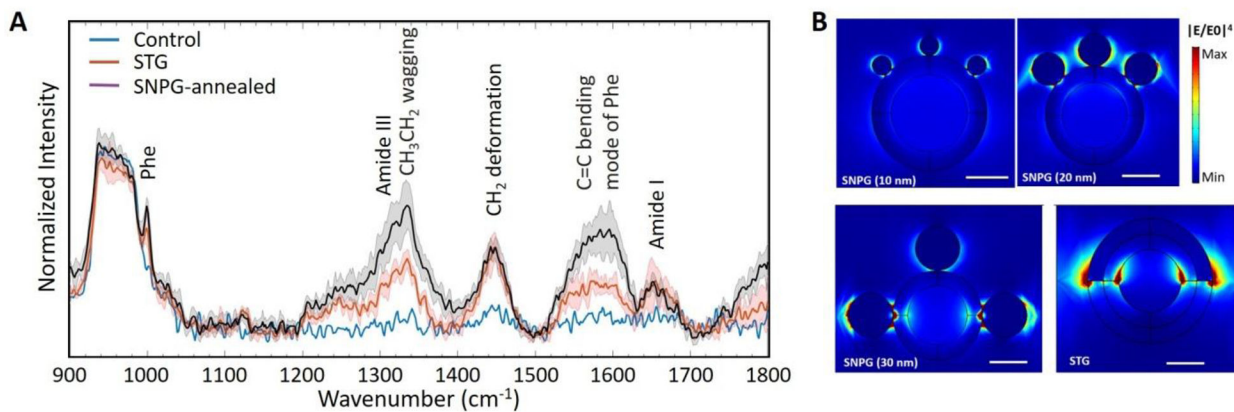 A
Control
STG
SNPG-annealed
Normalized Intensity
Phe
Amide III
CH₃CH₂ wagging
CH₂ deformation
C=C bending
mode of Phe
Amide I
900 1000 1100 1200 1300 1400 1500 1600 1700 1800
Wavenumber (cm⁻¹)
B
|E/E0|⁴
Max
Min
SNPG (10 nm)
SNPG (20 nm)
SNPG (30 nm)
STG